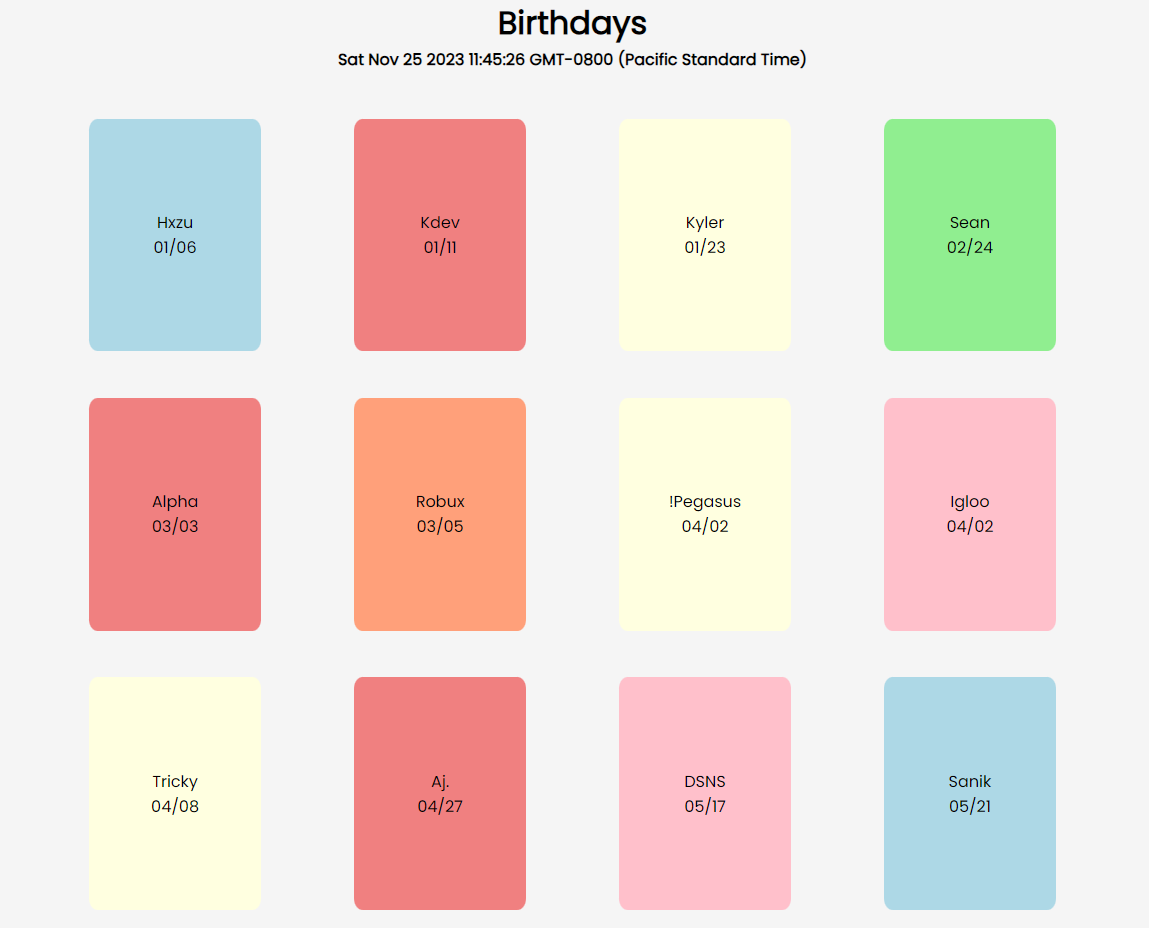 Birthdays
Sat Nov 25 2023 11:45:26 GMT-0800 (Pacific Standard Time)
Hxzu
01/06
Kdev
01/11
Kyler
01/23
Sean
02/24
Alpha
03/03
Robux
03/05
!Pegasus
04/02
Igloo
04/02
Tricky
04/08
Aj.
04/27
DSNS
05/17
Sanik
05/21